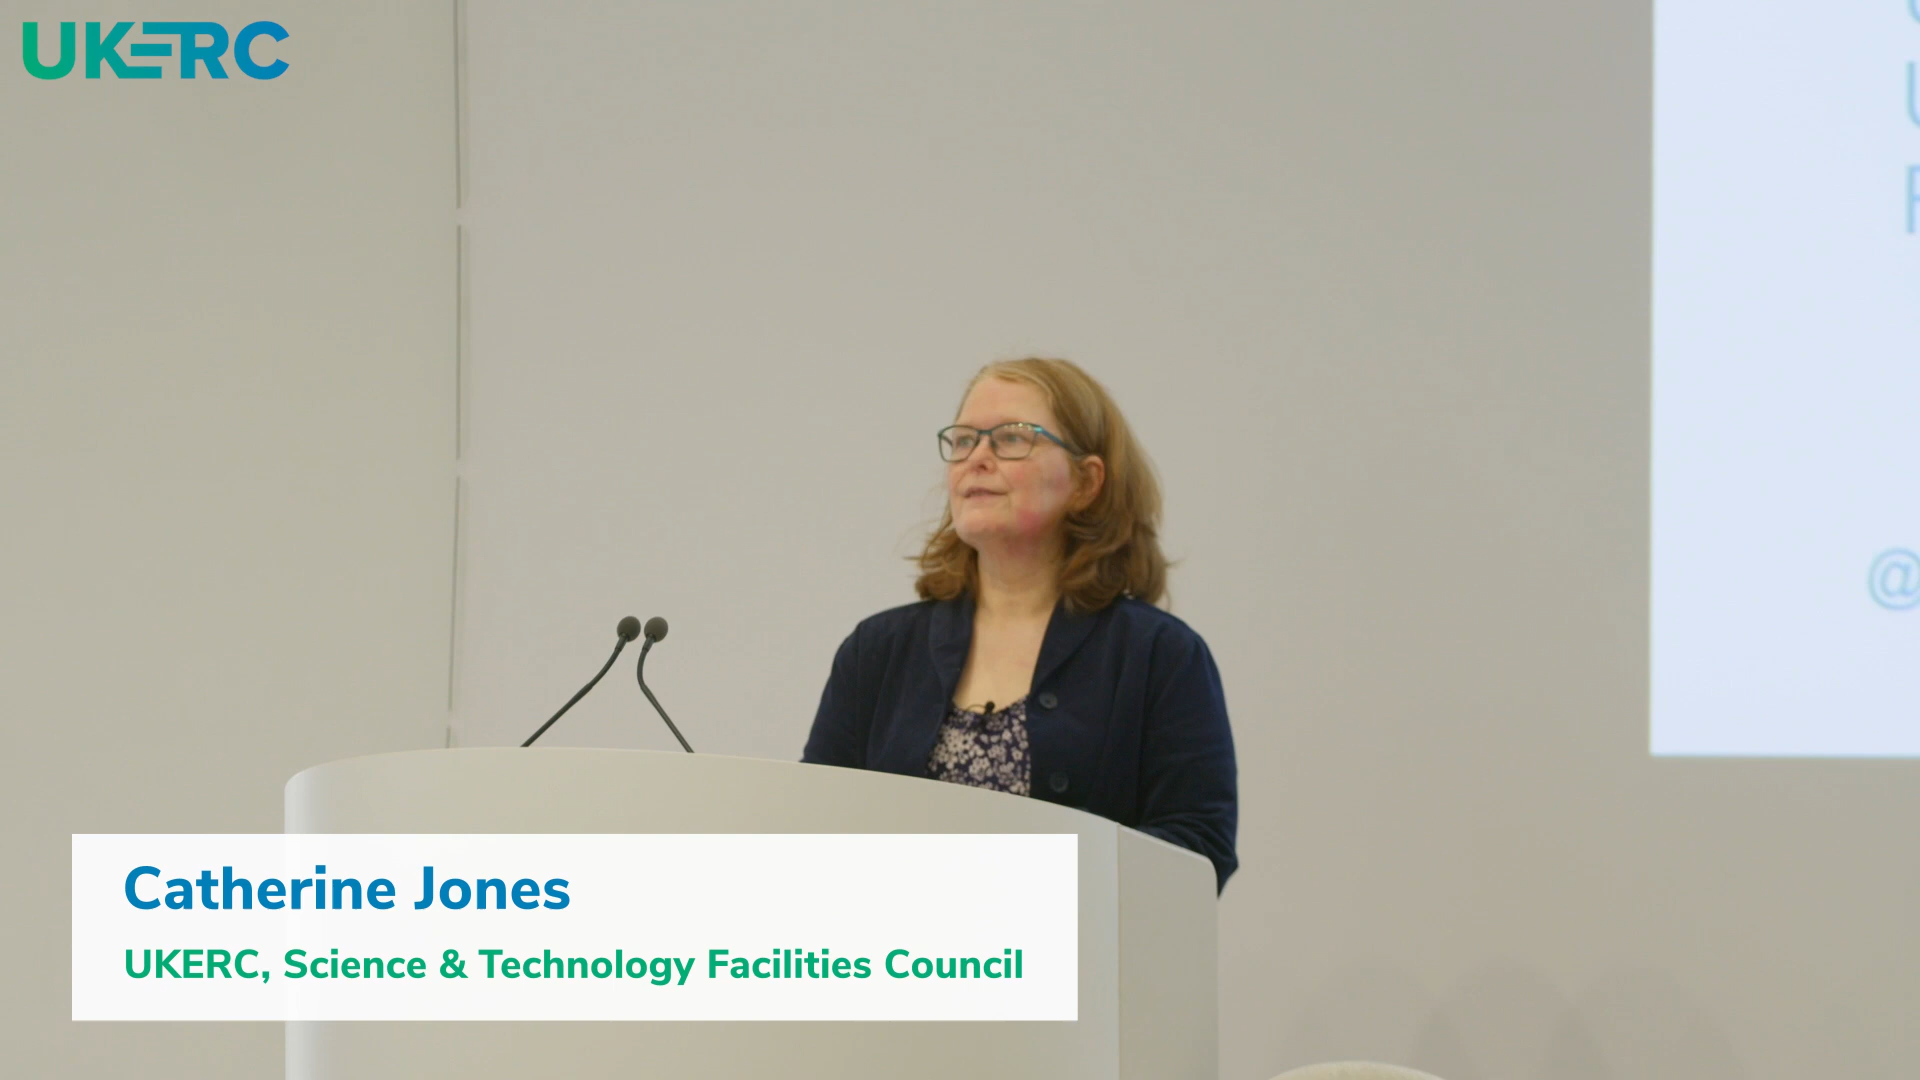 UKERC
Catherine Jones
UKERC, Science & Technology Facilities Council
@